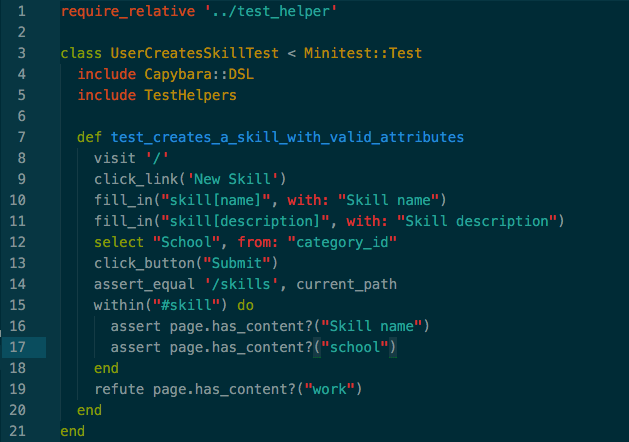 1 require_relative '../test_helper'
2
3 class UserCreatesSkillTest < Minitest::Test
4   include Capybara::DSL
5   include TestHelpers
6
7   def test_creates_a_skill_with_valid_attributes
8     visit '/'
9     click_link('New Skill')
10     fill_in("skill[name]", with: "Skill name")
11     fill_in("skill[description]", with: "Skill description")
12     select "School", from: "category_id"
13     click_button("Submit")
14     assert_equal '/skills', current_path
15     within("#skill") do
16       assert page.has_content?("Skill name")
17       assert page.has_content?("school")
18     end
19     refute page.has_content?("work")
20   end
21 end